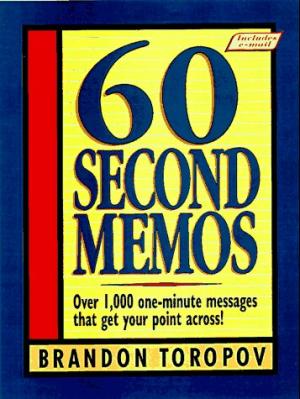 Includes
e-mail
60
SECOND
MEMOS
Over 1,000 one-minute messages
that get your point across!
BRANDON TOROPOV